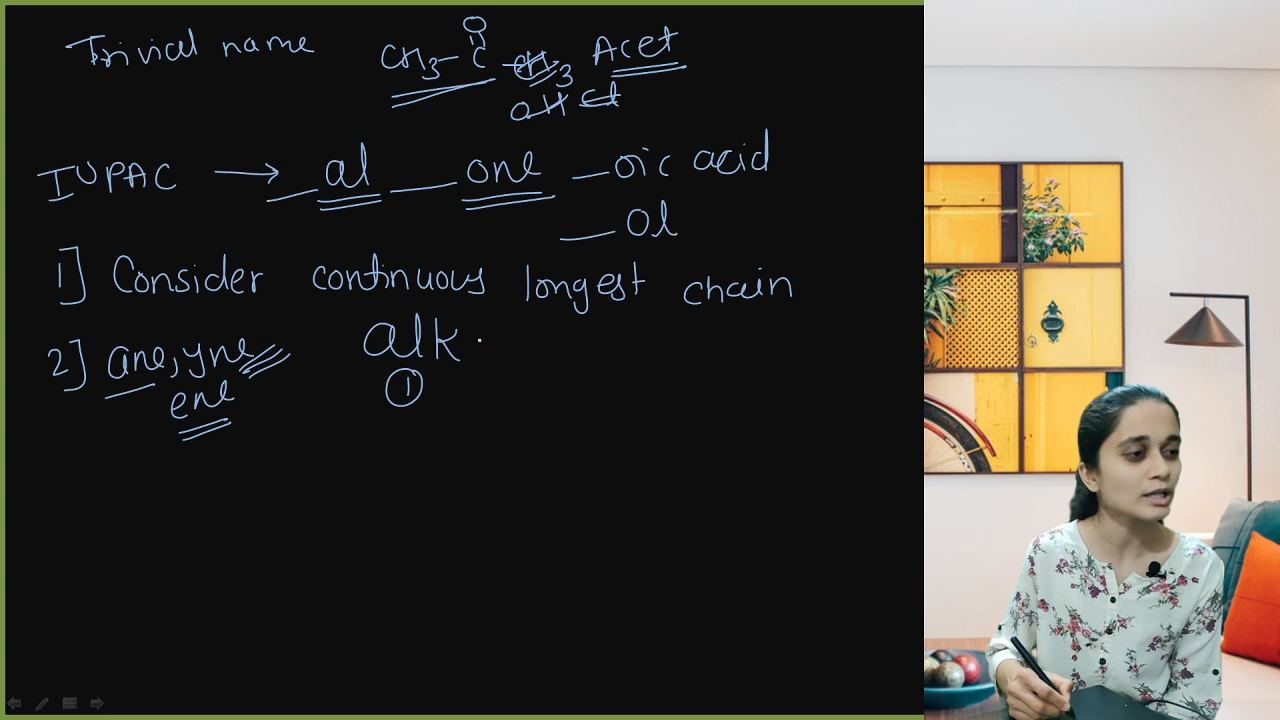 Trivial name CH3-C-CH3 Acet
O
OH
IUPAC → _al _one _oic acid
_Ol
1] Consider continuous longest chain
2] ane, yne alk
ene 1